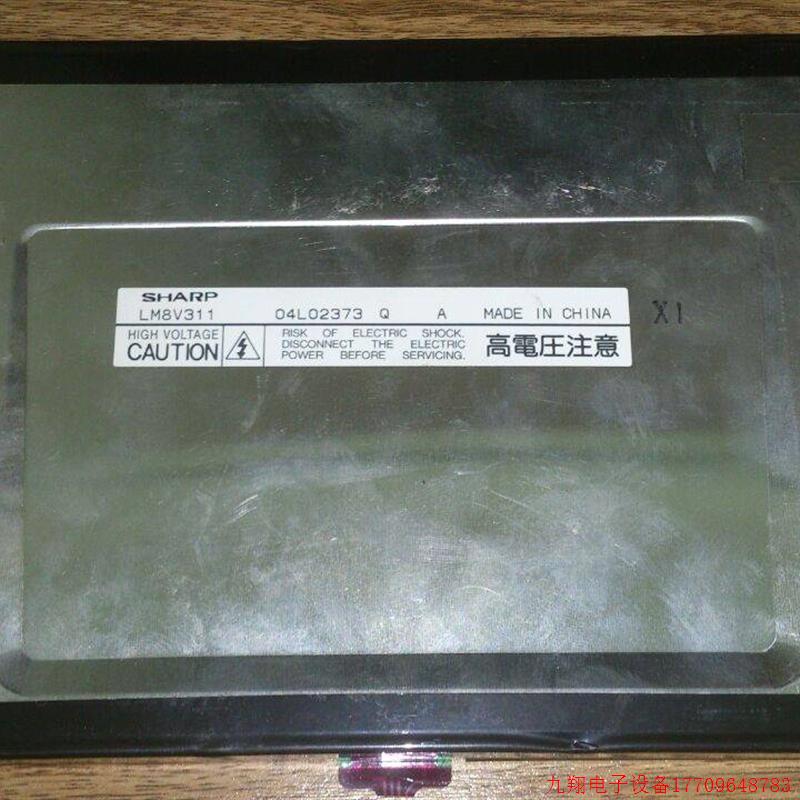 SHARP
LM8V311 04L02373 Q A MADE IN CHINA
X1
HIGH VOLTAGE
CAUTION
RISK OF ELECTRIC SHOCK.
DISCONNECT THE ELECTRIC
POWER BEFORE SERVICING.
高電圧注意
九翔电子设备17709648783